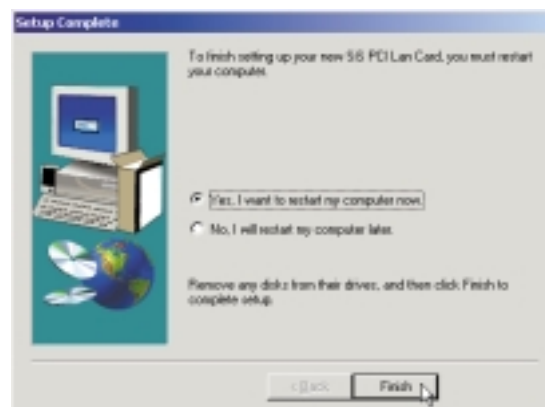 Setup Complete
To finish setting up your new SiS PCI Lan Card, you must restart
your computer.
Yes, I want to restart my computer now.
No, I will restart my computer later.
Remove any disks from their drives, and then click Finish to
complete setup.
< Back
Finish